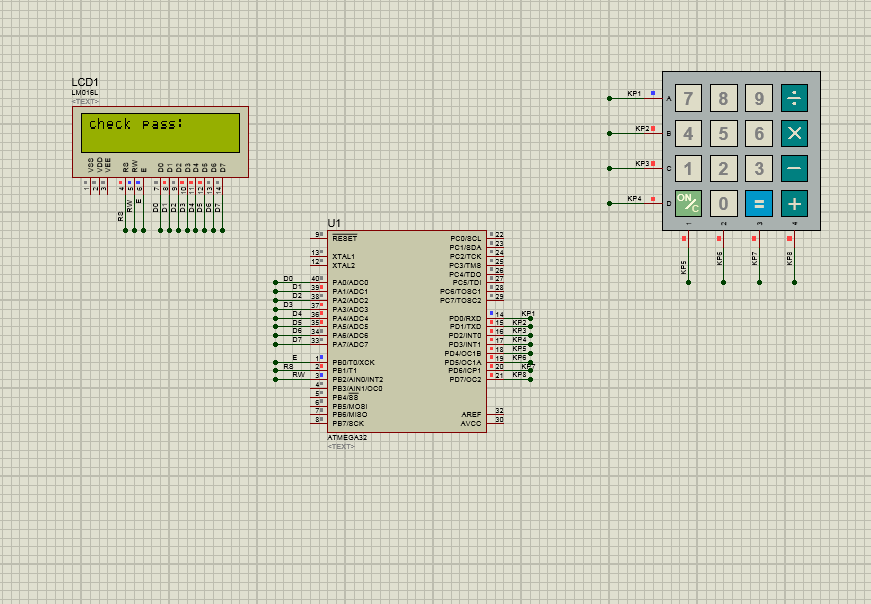 LCD1
LM016L
<TEXT>
check pass:
VSS
VDD
VEE
RS
RW
E
D0
D1
D2
D3
D4
D5
D6
D7
1
2
3
4
5
6
7
8
9
10
11
12
13
14
RS
RW
E
D0
D1
D2
D3
D4
D5
D6
D7
KP1
A
7
8
9
÷
KP2
B
4
5
6
×
KP3
C
1
2
3
−
KP4
D
ON/C
0
=
+
1
2
3
4
KP5
KP6
KP7
KP8
U1
9
RESET
PC0/SCL
22
PC1/SDA
23
13
XTAL1
PC2/TCK
24
12
XTAL2
PC3/TMS
25
PC4/TDO
26
D0
40
PA0/ADC0
PC5/TDI
27
D1
39
PA1/ADC1
PC6/TOSC1
28
D2
38
PA2/ADC2
PC7/TOSC2
29
D3
37
PA3/ADC3
D4
36
PA4/ADC4
PD0/RXD
14
KP1
D5
35
PA5/ADC5
PD1/TXD
15
KP2
D6
34
PA6/ADC6
PD2/INT0
16
KP3
D7
33
PA7/ADC7
PD3/INT1
17
KP4
PD4/OC1B
18
KP5
E
1
PB0/T0/XCK
PD5/OC1A
19
KP6
RS
2
PB1/T1
PD6/ICP1
20
KP7
RW
3
PB2/AIN0/INT2
PD7/OC2
21
KP8
4
PB3/AIN1/OC0
5
PB4/SS
6
PB5/MOSI
7
PB6/MISO
AREF
32
8
PB7/SCK
AVCC
30
ATMEGA32
<TEXT>